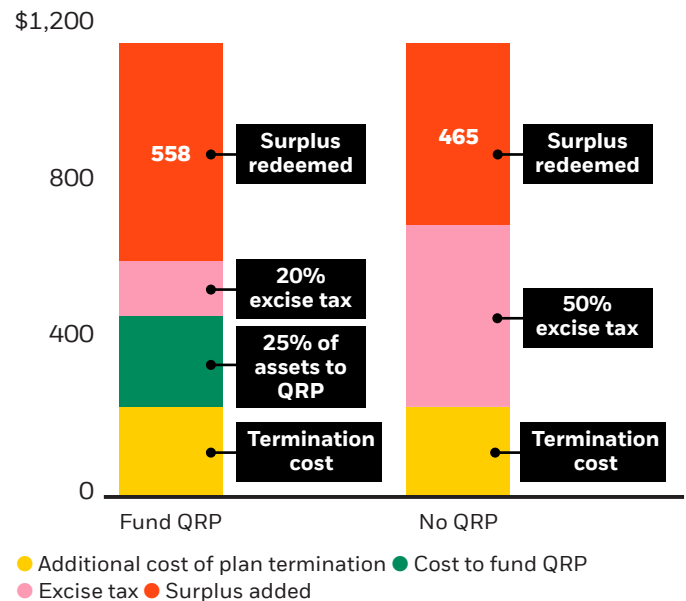 $1,200
558
Surplus
redeemed
465
Surplus
redeemed
800
20%
excise tax
50%
excise tax
400
25% of
assets to
QRP
Termination
cost
Termination
cost
0
Fund QRP
No QRP
Additional cost of plan termination Cost to fund QRP
Excise tax Surplus added